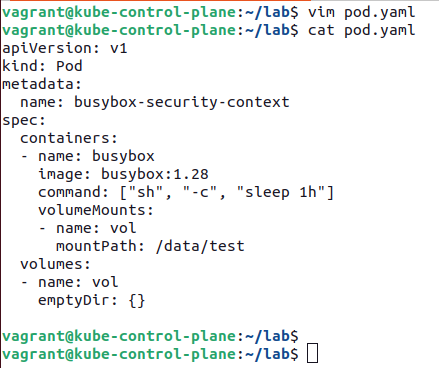 vagrant@kube-control-plane:~/lab$ vim pod.yaml
vagrant@kube-control-plane:~/lab$ cat pod.yaml
apiVersion: v1
kind: Pod
metadata:
  name: busybox-security-context
spec:
  containers:
  - name: busybox
    image: busybox:1.28
    command: ["sh", "-c", "sleep 1h"]
    volumeMounts:
    - name: vol
      mountPath: /data/test
  volumes:
  - name: vol
    emptyDir: {}

vagrant@kube-control-plane:~/lab$
vagrant@kube-control-plane:~/lab$